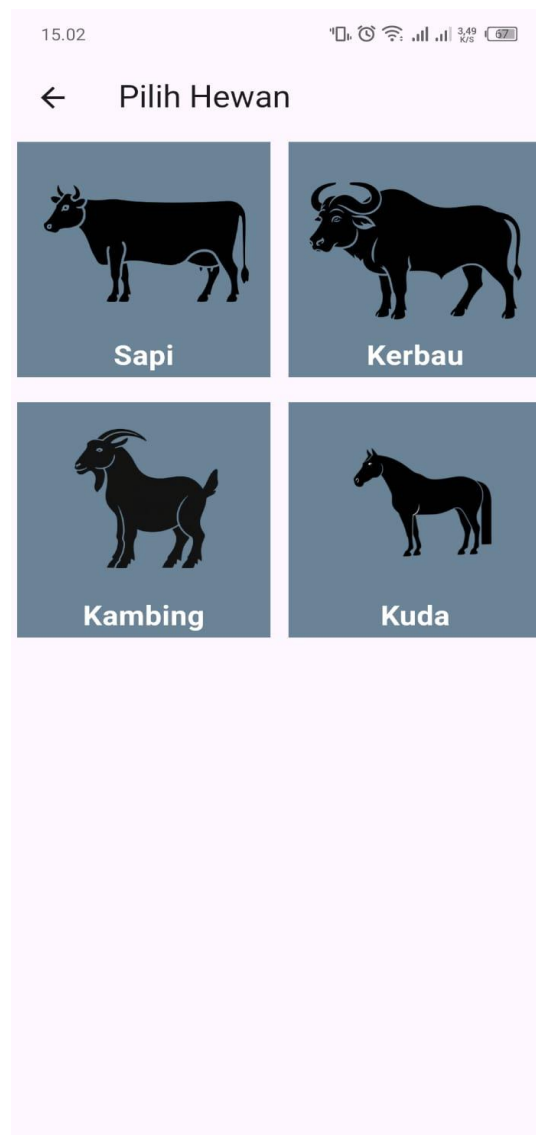 15.02 3,49 K/S 67
Pilih Hewan
Sapi Kerbau
Kambing Kuda